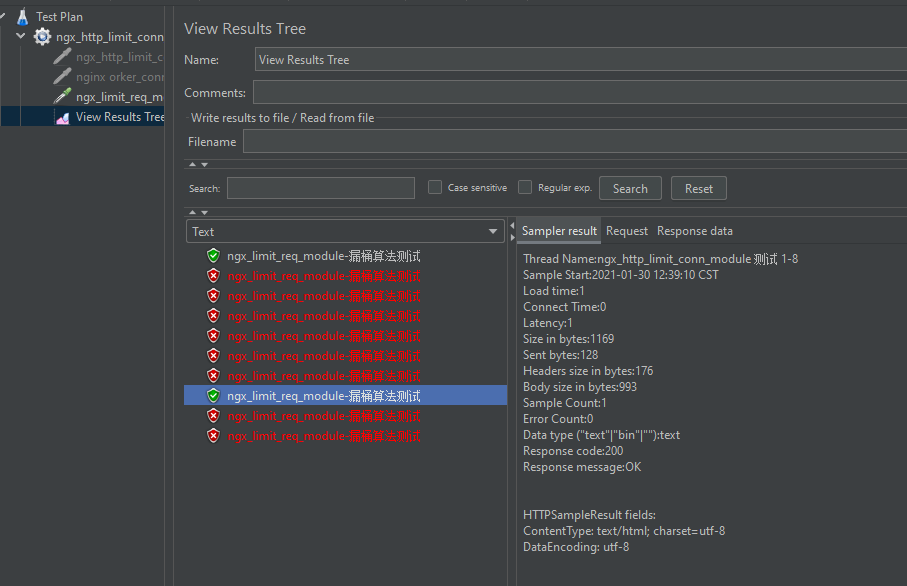 Test Plan
ngx_http_limit_conn
ngx_http_limit_c
nginx orker_conn
ngx_limit_req_m
View Results Tree
View Results Tree
Name: View Results Tree
Comments:
Write results to file / Read from file
Filename
Search: Case sensitive Regular exp. Search Reset
Text
ngx_limit_req_module-漏桶算法测试
ngx_limit_req_module-漏桶算法测试
ngx_limit_req_module-漏桶算法测试
ngx_limit_req_module-漏桶算法测试
ngx_limit_req_module-漏桶算法测试
ngx_limit_req_module-漏桶算法测试
ngx_limit_req_module-漏桶算法测试
ngx_limit_req_module-漏桶算法测试
ngx_limit_req_module-漏桶算法测试
ngx_limit_req_module-漏桶算法测试
Sampler result Request Response data
Thread Name:ngx_http_limit_conn_module 测试 1-8
Sample Start:2021-01-30 12:39:10 CST
Load time:1
Connect Time:0
Latency:1
Size in bytes:1169
Sent bytes:128
Headers size in bytes:176
Body size in bytes:993
Sample Count:1
Error Count:0
Data type ("text"|"bin"|""):text
Response code:200
Response message:OK
HTTPSampleResult fields:
ContentType: text/html; charset=utf-8
DataEncoding: utf-8